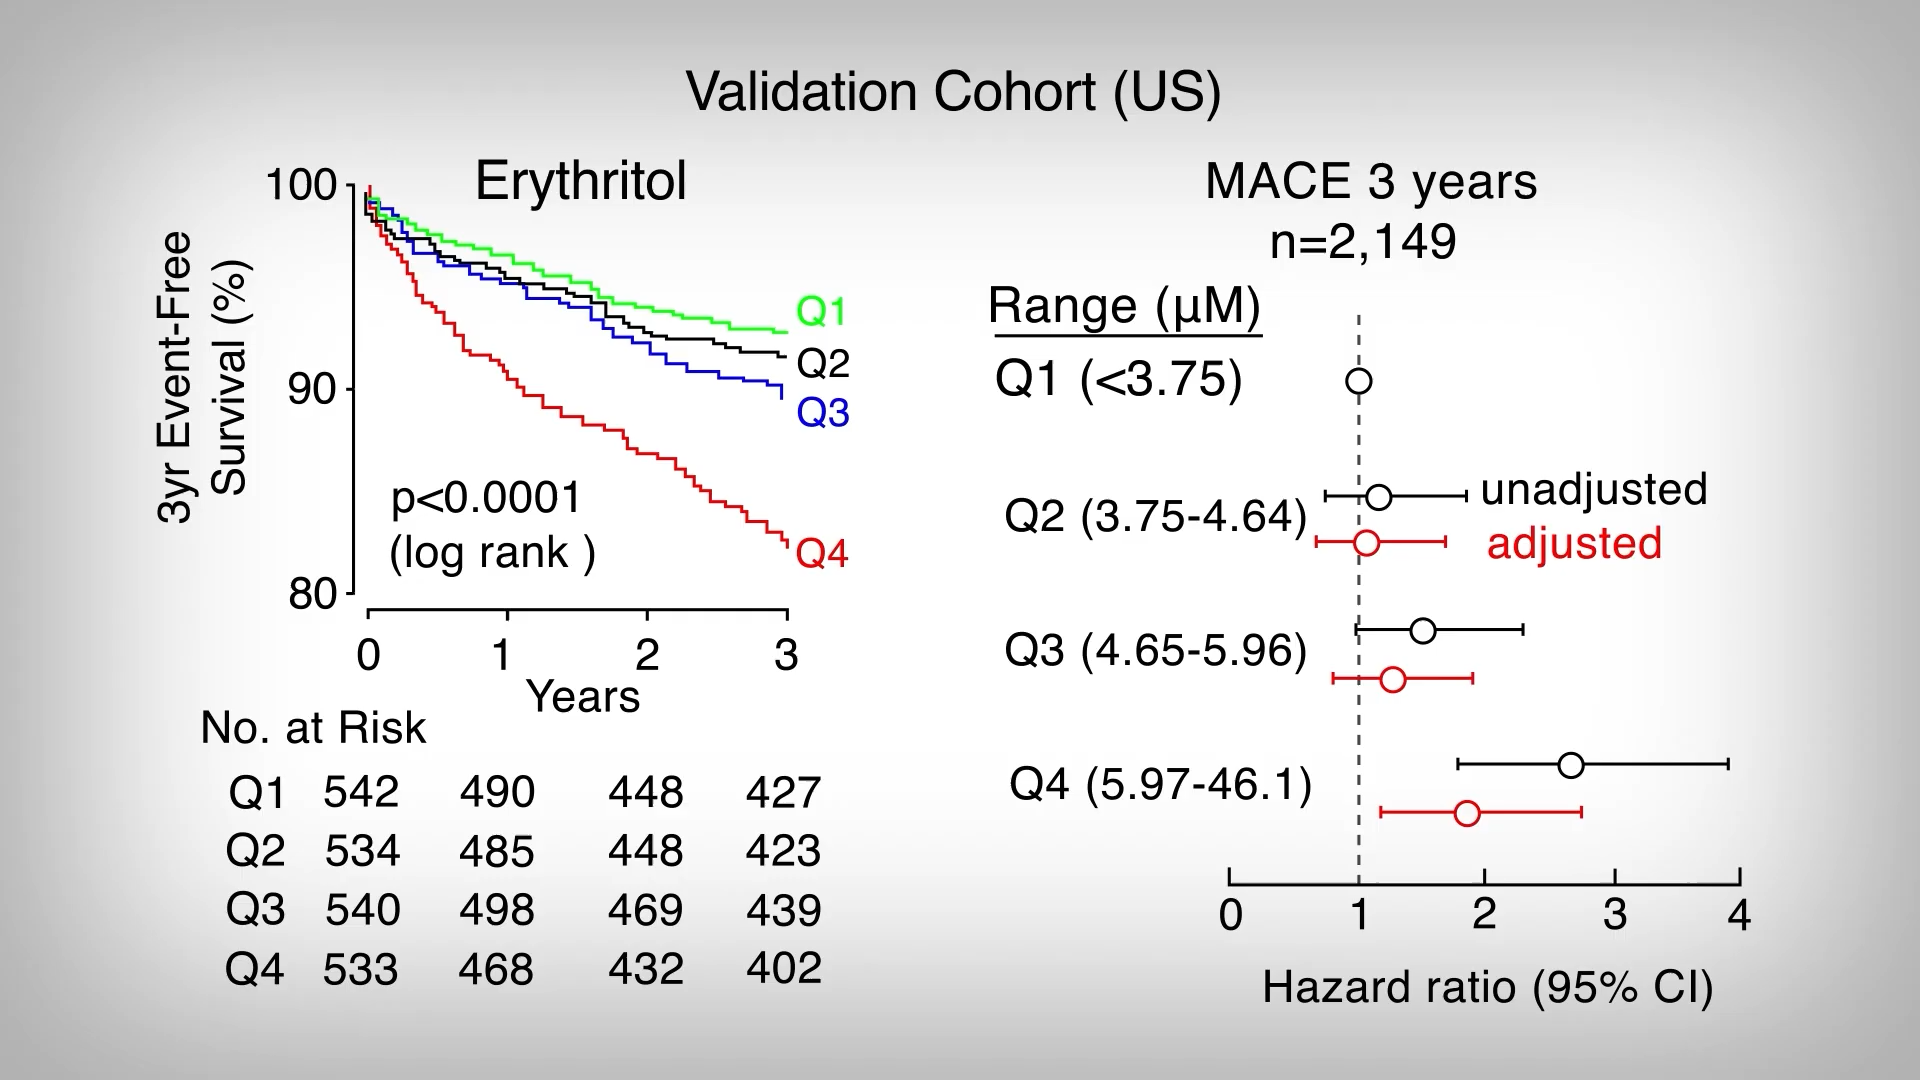 Validation Cohort (US)
Erythritol
3yr Event-Free
Survival (%)
100
90
80
Q1
Q2
Q3
Q4
p<0.0001
(log rank )
0 1 2 3
Years
No. at Risk
Q1 542 490 448 427
Q2 534 485 448 423
Q3 540 498 469 439
Q4 533 468 432 402
MACE 3 years
n=2,149
Range (µM)
Q1 (<3.75)
Q2 (3.75-4.64)
unadjusted
adjusted
Q3 (4.65-5.96)
Q4 (5.97-46.1)
0 1 2 3 4
Hazard ratio (95% CI)